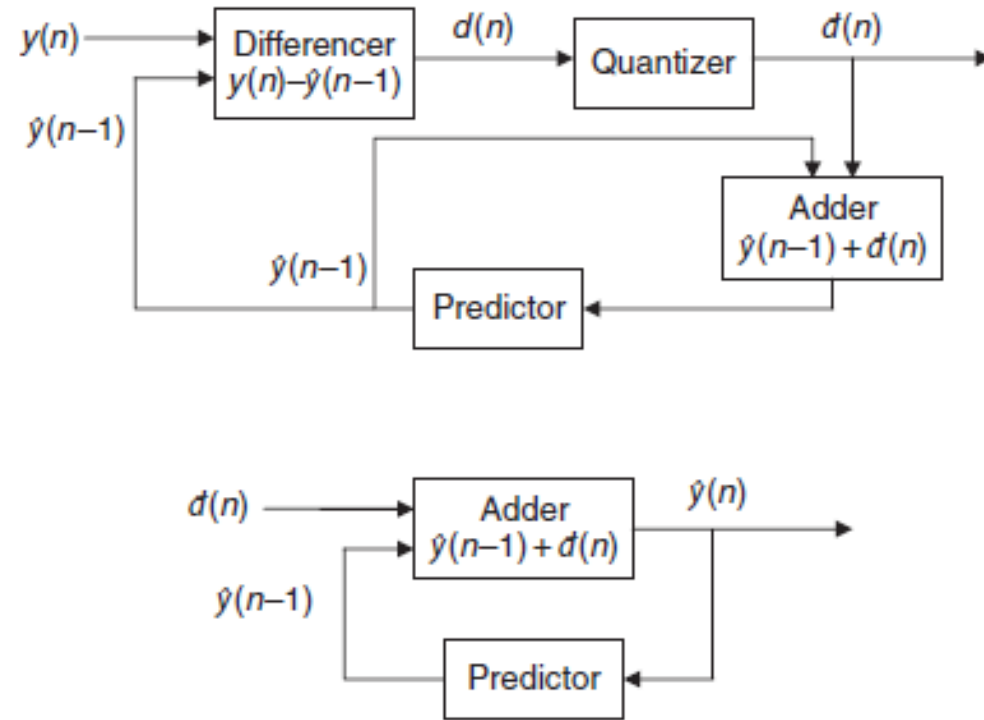 y(n)
Differencer
y(n)–ŷ(n–1)
d(n)
Quantizer
đ(n)
ŷ(n–1)
Adder
ŷ(n–1) + đ(n)
ŷ(n–1)
Predictor
đ(n)
Adder
ŷ(n–1) + đ(n)
ŷ(n)
ŷ(n–1)
Predictor